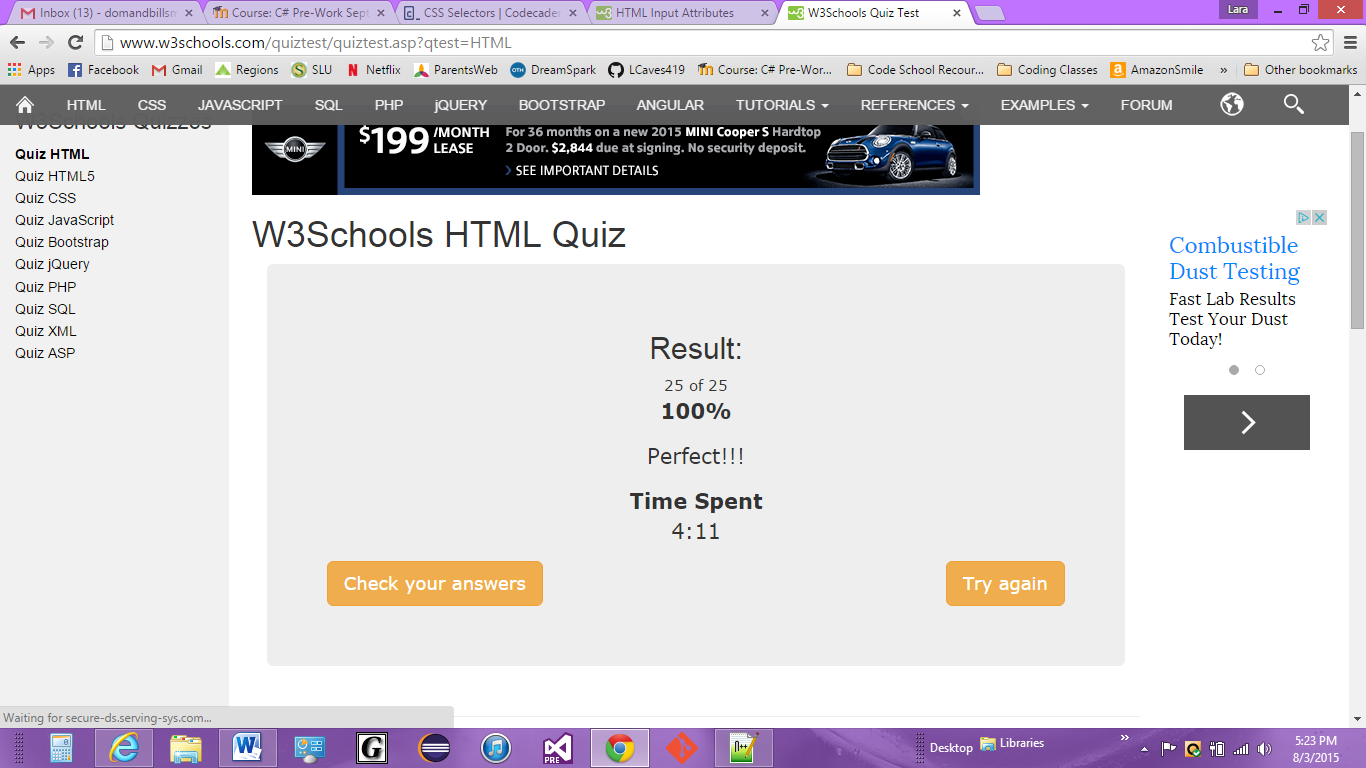 Inbox (13) - domandbillsm
Course: C# Pre-Work Sept
CSS Selectors | Codecader
HTML Input Attributes
W3Schools Quiz Test
Lara
www.w3schools.com/quiztest/quiztest.asp?qtest=HTML
Apps
Facebook
Gmail
Regions
SLU
Netflix
ParentsWeb
DreamSpark
LCaves419
Course: C# Pre-Wor...
Code School Recour...
Coding Classes
AmazonSmile
»
Other bookmarks
HTML
CSS
JAVASCRIPT
SQL
PHP
jQUERY
BOOTSTRAP
ANGULAR
TUTORIALS
REFERENCES
EXAMPLES
FORUM
W3Schools Quizzes
Quiz HTML
Quiz HTML5
Quiz CSS
Quiz JavaScript
Quiz Bootstrap
Quiz jQuery
Quiz PHP
Quiz SQL
Quiz XML
Quiz ASP
MINI
$199 /MONTH LEASE
For 36 months on a new 2015 MINI Cooper S Hardtop
2 Door. $2,844 due at signing. No security deposit.
> SEE IMPORTANT DETAILS
W3Schools HTML Quiz
Result:
25 of 25
100%
Perfect!!!
Time Spent
4:11
Check your answers
Try again
Combustible
Dust Testing
Fast Lab Results
Test Your Dust
Today!
Waiting for secure-ds.serving-sys.com...
Desktop
Libraries
»
5:23 PM
8/3/2015